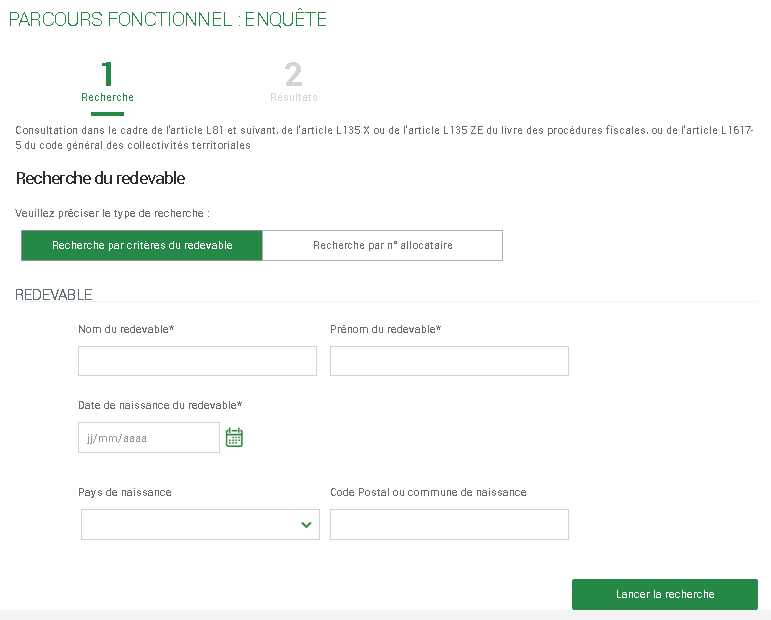 PARCOURS FONCTIONNEL : ENQUÊTE
1
Recherche
2
Résultats
Consultation dans le cadre de l'article L81 et suivant, de l'article L135 X ou de l'article L135 ZE du livre des procédures fiscales, ou de l'article L1617-
5 du code général des collectivités territoriales
Recherche du redevable
Veuillez préciser le type de recherche :
Recherche par critères du redevable
Recherche par n° allocataire
REDEVABLE
Nom du redevable*
Prénom du redevable*
Date de naissance du redevable*
jj/mm/aaaa
Pays de naissance
Code Postal ou commune de naissance
Lancer la recherche